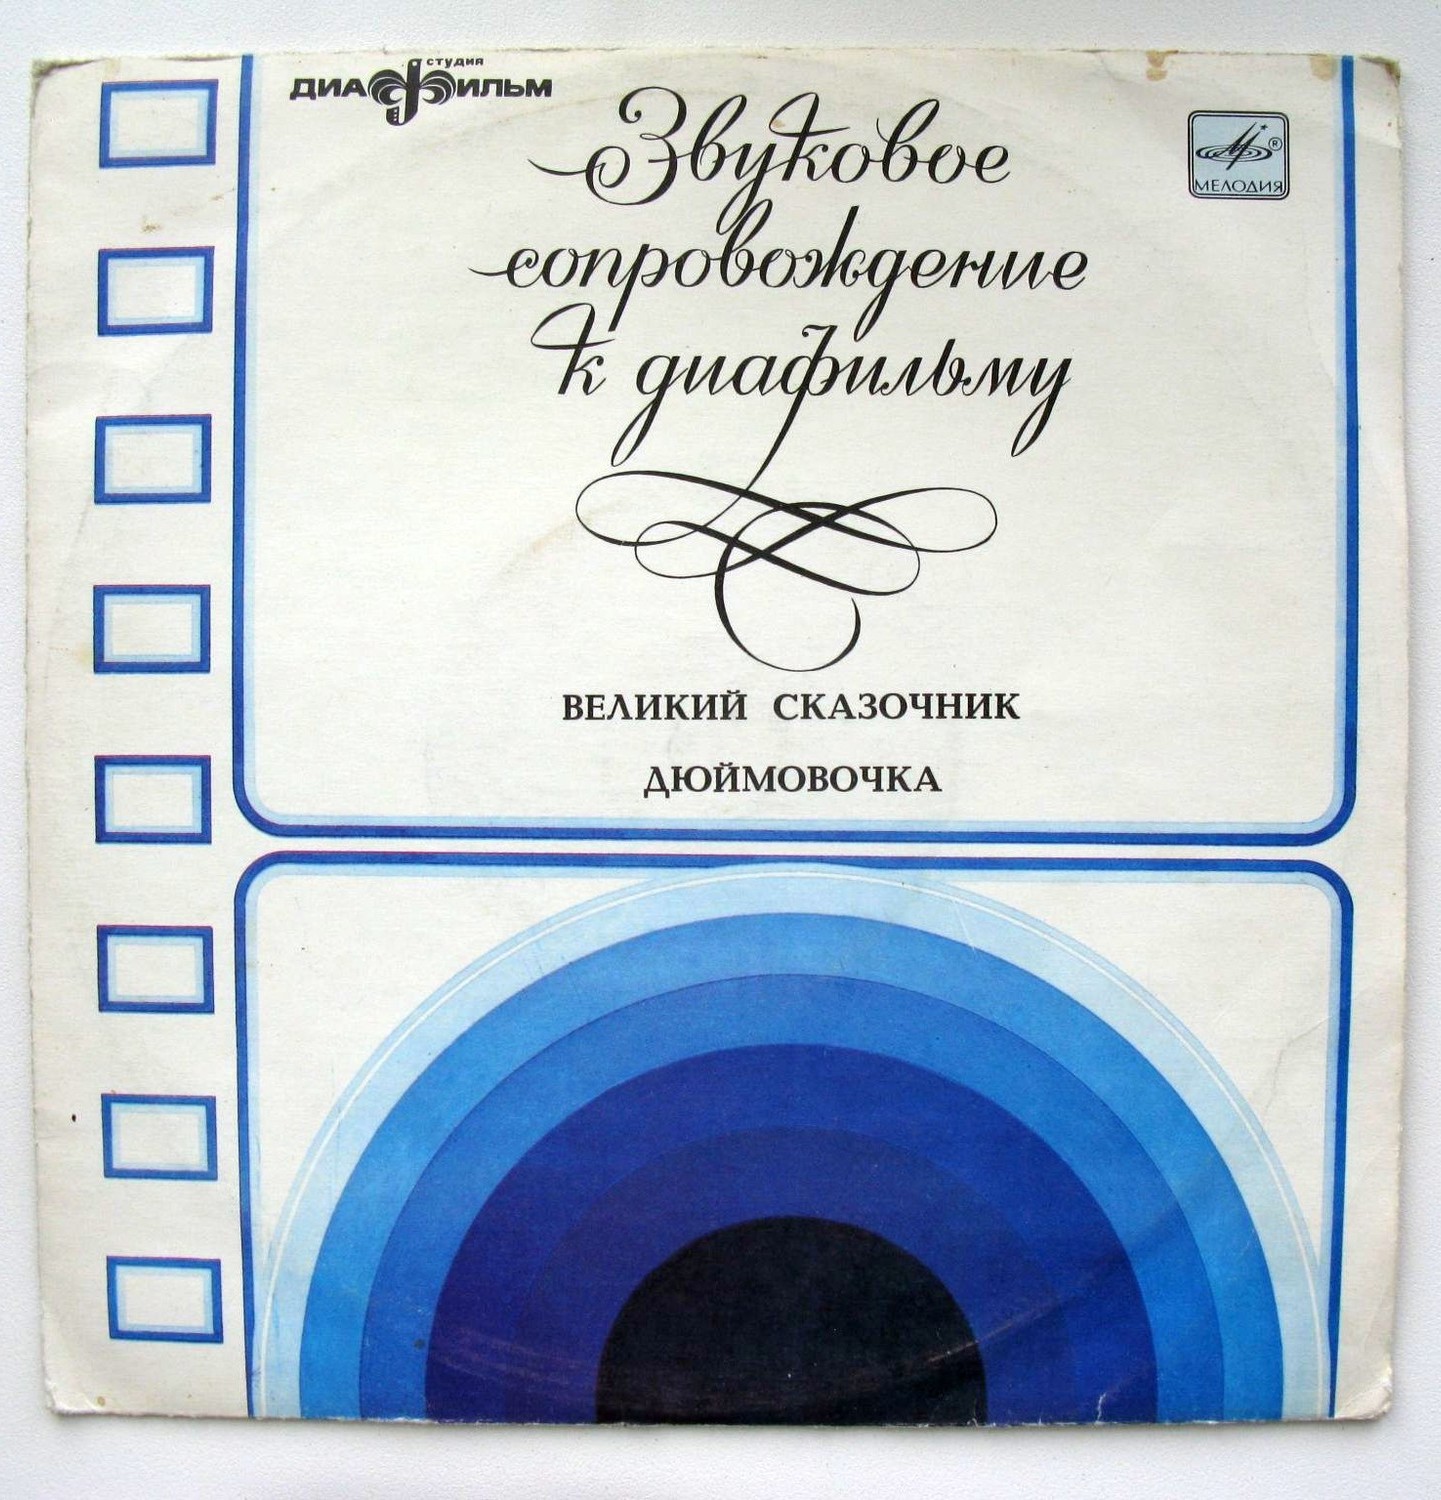 студия
ДИАФИЛЬМ
Звуковое
сопровождение
к диафильму
МЕЛОДИЯ
®
ВЕЛИКИЙ СКАЗОЧНИК
ДЮЙМОВОЧКА